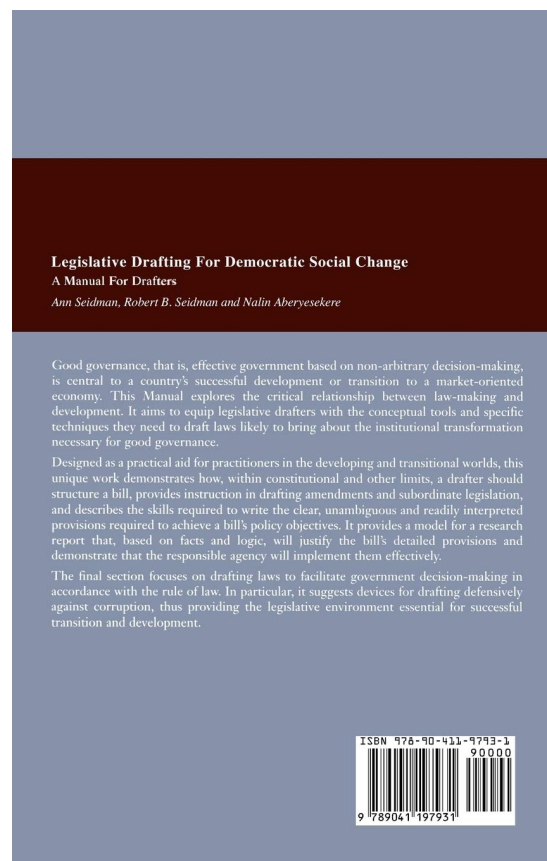 Legislative Drafting For Democratic Social Change
A Manual For Drafters
Ann Seidman, Robert B. Seidman and Nalin Aberyesekere
Good governance, that is, effective government based on non-arbitrary decision-making,
is central to a country's successful development or transition to a market-oriented
economy. This Manual explores the critical relationship between law-making and
development. It aims to equip legislative drafters with the conceptual tools and specific
techniques they need to draft laws likely to bring about the institutional transformation
necessary for good governance.
Designed as a practical aid for practitioners in the developing and transitional worlds, this
unique work demonstrates how, within constitutional and other limits, a drafter should
structure a bill, provides instruction in drafting amendments and subordinate legislation,
and describes the skills required to write the clear, unambiguous and readily interpreted
provisions required to achieve a bill's policy objectives. It provides a model for a research
report that, based on facts and logic, will justify the bill's detailed provisions and
demonstrate that the responsible agency will implement them effectively.
The final section focuses on drafting laws to facilitate government decision-making in
accordance with the rule of law. In particular, it suggests devices for drafting defensively
against corruption, thus providing the legislative environment essential for successful
transition and development.
ISBN 978-90-411-9793-1
90000
9 789041 197931